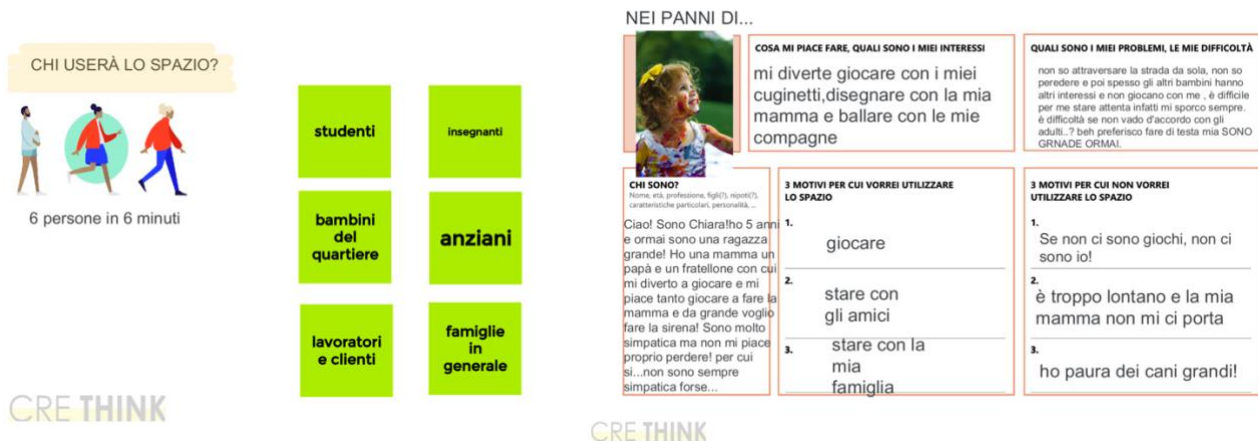 CHI USERÀ LO SPAZIO?
6 persone in 6 minuti
studenti
insegnanti
bambini
del
quartiere
anziani
lavoratori
e clienti
famiglie
in
generale
CRE THINK
NEI PANNI DI...
COSA MI PIACE FARE, QUALI SONO I MIEI INTERESSI
mi diverte giocare con i miei
cuginetti,disegnare con la mia
mamma e ballare con le mie
compagne
QUALI SONO I MIEI PROBLEMI, LE MIE DIFFICOLTÀ
non so attraversare la strada da sola, non so
peredere e poi spesso gli altri bambini hanno
altri interessi e non giocano con me , è difficile
per me stare attenta infatti mi sporco sempre.
è difficoltà se non vado d'accordo con gli
adulti..? beh preferisco fare di testa mia SONO
GRNADE ORMAI.
CHI SONO?
Nome, età, professione, figli(?), nipoti(?),
caratteristiche particolari, personalità, ...
Ciao! Sono Chiara!ho 5 anni
e ormai sono una ragazza
grande! Ho una mamma un
papà e un fratellone con cui
mi diverto a giocare e mi
piace tanto giocare a fare la
mamma e da grande voglio
fare la sirena! Sono molto
simpatica ma non mi piace
proprio perdere! per cui
si...non sono sempre
simpatica forse...
3 MOTIVI PER CUI VORREI UTILIZZARE
LO SPAZIO
1.
giocare
2.
stare con
gli amici
3.
stare con la
mia
famiglia
3 MOTIVI PER CUI NON VORREI
UTILIZZARE LO SPAZIO
1.
Se non ci sono giochi, non ci
sono io!
2.
è troppo lontano e la mia
mamma non mi ci porta
3.
ho paura dei cani grandi!
CRE THINK